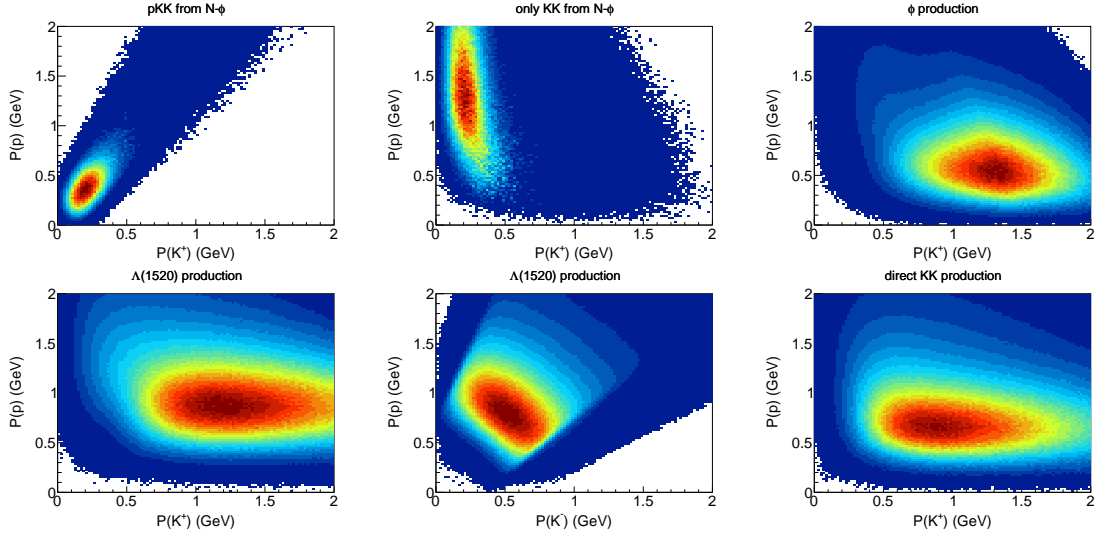 pKK from N-ϕ
P(p) (GeV)
2
1.5
1
0.5
0
0 0.5 1 1.5 2
P(K⁺) (GeV)
only KK from N-ϕ
P(p) (GeV)
2
1.5
1
0.5
0
0 0.5 1 1.5 2
P(K⁺) (GeV)
ϕ production
P(p) (GeV)
2
1.5
1
0.5
0
0 0.5 1 1.5 2
P(K⁺) (GeV)
Λ(1520) production
P(p) (GeV)
2
1.5
1
0.5
0
0 0.5 1 1.5 2
P(K⁺) (GeV)
Λ(1520) production
P(p) (GeV)
2
1.5
1
0.5
0
0 0.5 1 1.5 2
P(K⁻) (GeV)
direct KK production
P(p) (GeV)
2
1.5
1
0.5
0
0 0.5 1 1.5 2
P(K⁺) (GeV)